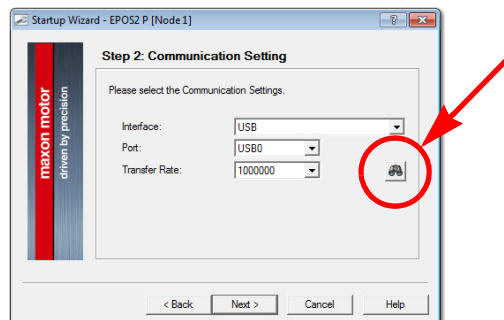 Startup Wizard - EPOS2 P [Node 1]
Step 2: Communication Setting
maxon motor
driven by precision
Please select the Communication Settings.
Interface: USB
Port: USB0
Transfer Rate: 1000000
< Back Next > Cancel Help